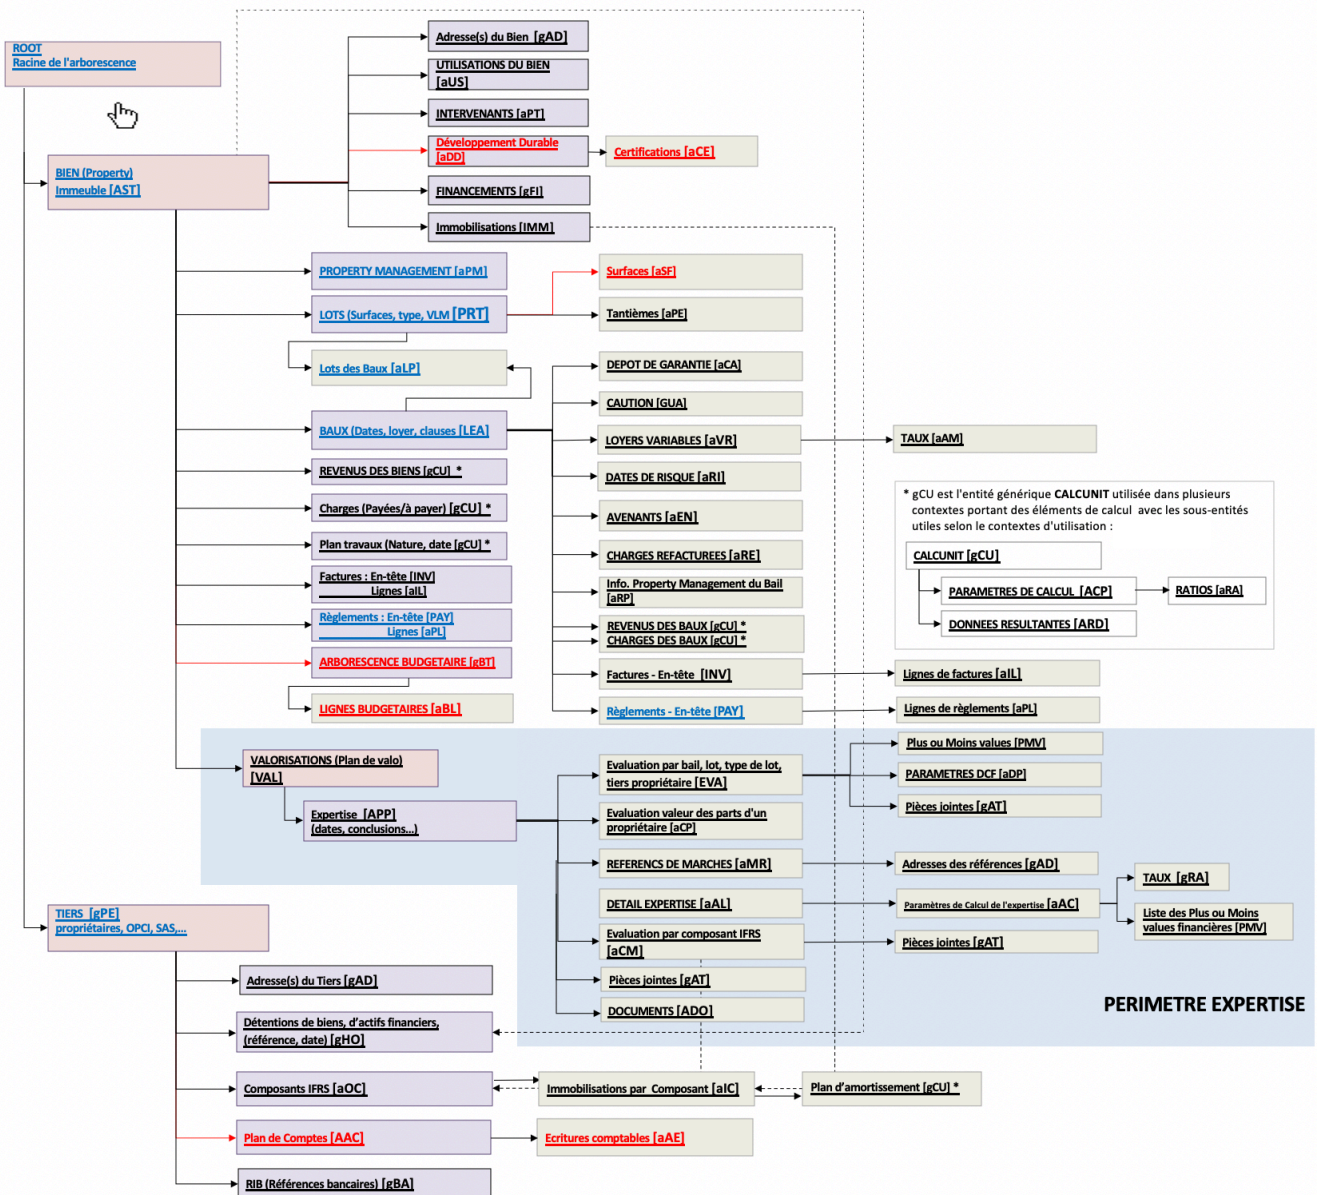 ROOT
Racine de l'arborescence
BIEN (Property)
Immeuble [AST]
Adresse(s) du Bien [gAD]
UTILISATIONS DU BIEN
[aUS]
INTERVENANTS [aPT]
Développement Durable
[aDD]
Certifications [aCE]
FINANCEMENTS [gFI]
Immobilisations [IMM]
PROPERTY MANAGEMENT [aPM]
LOTS (Surfaces, type, VLM [PRT]
Surfaces [aSF]
Tantièmes [aPE]
Lots des Baux [aLP]
BAUX (Dates, loyer, clauses [LEA]
DEPOT DE GARANTIE [aCA]
CAUTION [GUA]
LOYERS VARIABLES [aVR]
TAUX [aAM]
DATES DE RISQUE [aRI]
AVENANTS [aEN]
CHARGES REFACTUREES [aRE]
Info. Property Management du Bail
[aRP]
REVENUS DES BAUX [gCU] *
CHARGES DES BAUX [gCU] *
Factures - En-tête [INV]
Lignes de factures [aIL]
Règlements - En-tête [PAY]
Lignes de règlements [aPL]
REVENUS DES BIENS [gCU] *
Charges (Payées/à payer) [gCU] *
Plan travaux (Nature, date [gCU] *
Factures : En-tête [INV]
Lignes [aIL]
Règlements : En-tête [PAY]
Lignes [aPL]
ARBORESCENCE BUDGETAIRE [gBT]
LIGNES BUDGETAIRES [aBL]
* gCU est l'entité générique CALCUNIT utilisée dans plusieurs
contextes portant des éléments de calcul avec les sous-entités
utiles selon le contextes d'utilisation :
CALCUNIT [gCU]
PARAMETRES DE CALCUL [ACP]
RATIOS [aRA]
DONNEES RESULTANTES [ARD]
VALORISATIONS (Plan de valo)
[VAL]
Expertise [APP]
(dates, conclusions...)
Evaluation par bail, lot, type de lot,
tiers propriétaire [EVA]
Plus ou Moins values [PMV]
PARAMETRES DCF [aDP]
Pièces jointes [gAT]
Evaluation valeur des parts d'un
propriétaire [aCP]
REFERENCS DE MARCHES [aMR]
Adresses des références [gAD]
DETAIL EXPERTISE [aAL]
Paramètres de Calcul de l'expertise [aAC]
TAUX [gRA]
Liste des Plus ou Moins
values financières [PMV]
Evaluation par composant IFRS
[aCM]
Pièces jointes [gAT]
Pièces jointes [gAT]
DOCUMENTS [ADO]
PERIMETRE EXPERTISE
TIERS [gPE]
propriétaires, OPCI, SAS,...
Adresse(s) du Tiers [gAD]
Détentions de biens, d'actifs financiers,
(référence, date) [gHO]
Composants IFRS [aOC]
Immobilisations par Composant [aIC]
Plan d'amortissement [gCU] *
Plan de Comptes [AAC]
Ecritures comptables [aAE]
RIB (Références bancaires) [gBA]